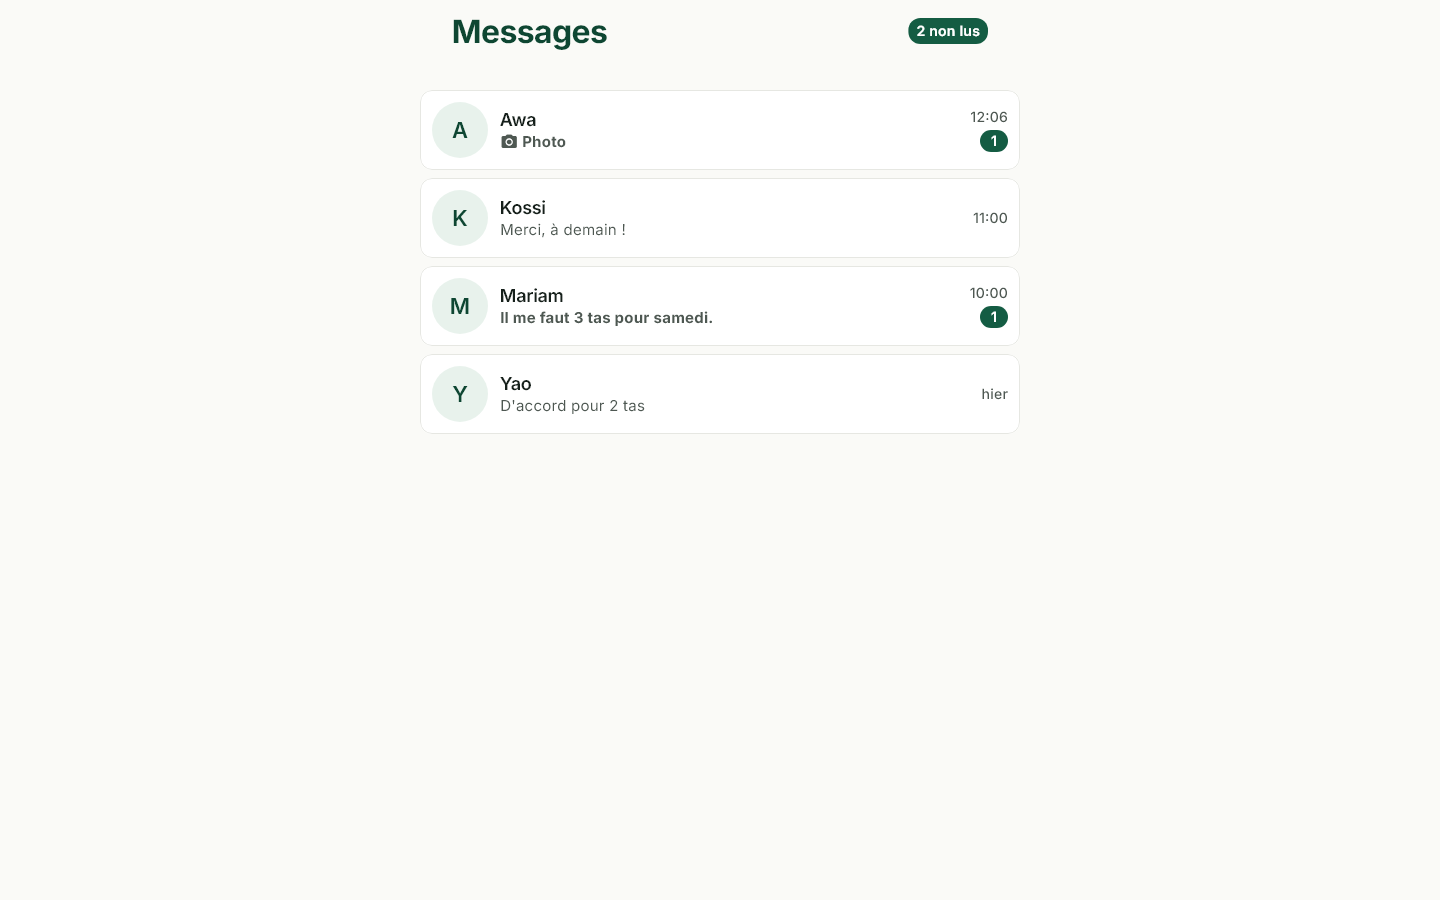 Messages
2 non lus
A
Awa
12:06
Photo
1
K
Kossi
Merci, à demain !
11:00
M
Mariam
10:00
Il me faut 3 tas pour samedi.
1
Y
Yao
D'accord pour 2 tas
hier